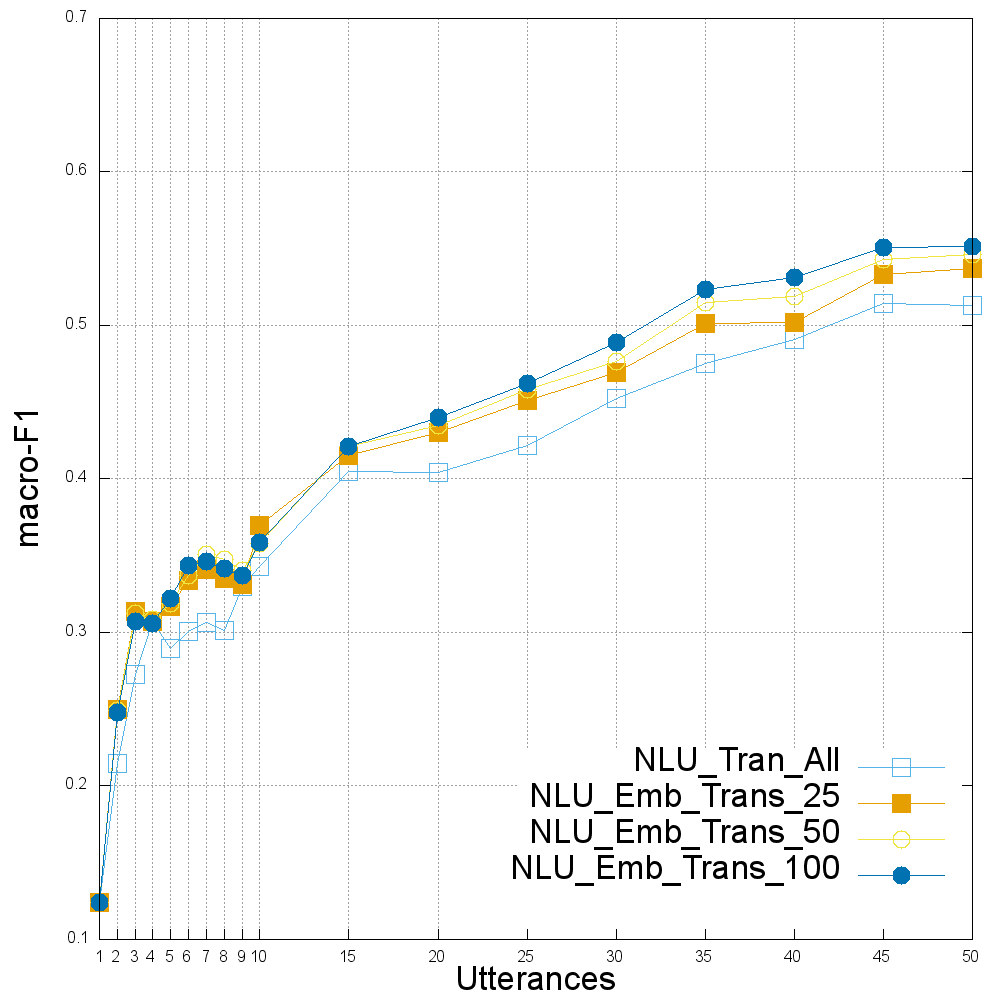 0.7
0.6
0.5
0.4
0.3
0.2
0.1
macro-F1
NLU_Tran_All
NLU_Emb_Trans_25
NLU_Emb_Trans_50
NLU_Emb_Trans_100
1 2 3 4 5 6 7 8 9 10 15 20 25 30 35 40 45 50
Utterances